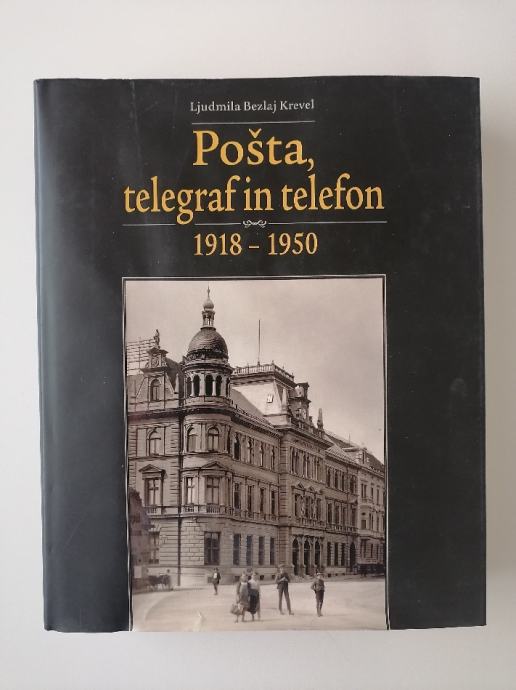 Ljudmila Bezlaj Krevel
Pošta,
telegraf in telefon
1918 – 1950